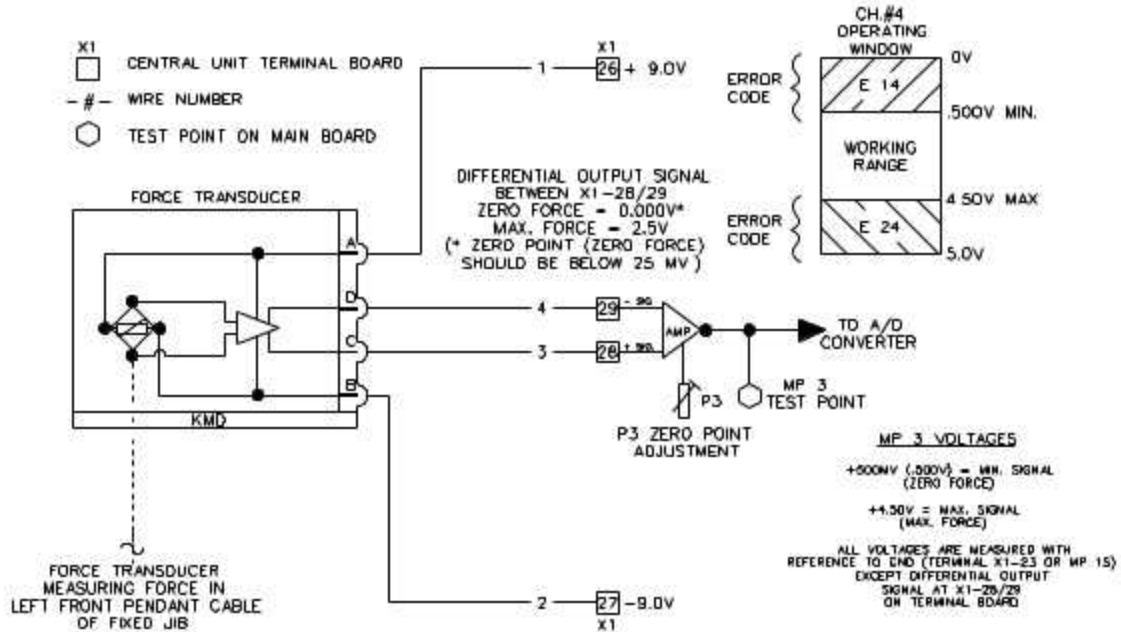 X1
CENTRAL UNIT TERMINAL BOARD
- # - WIRE NUMBER
TEST POINT ON MAIN BOARD
1
X1
26 + 9.0V
CH.#4
OPERATING
WINDOW
0V
ERROR
CODE
E 14
.500V MIN.
WORKING
RANGE
4.50V MAX
ERROR
CODE
E 24
5.0V
DIFFERENTIAL OUTPUT SIGNAL
BETWEEN X1-28/29
ZERO FORCE = 0.000V*
MAX. FORCE = 2.5V
(* ZERO POINT (ZERO FORCE)
SHOULD BE BELOW 25 MV )
FORCE TRANSDUCER
A
D
C
B
KMD
4
29 - SIG
3
28 + SIG
AMP
TO A/D
CONVERTER
P3
MP 3
TEST POINT
P3 ZERO POINT
ADJUSTMENT
MP 3 VOLTAGES
+500MV (.500V) = MIN. SIGNAL
(ZERO FORCE)
+4.50V = MAX. SIGNAL
(MAX. FORCE)
ALL VOLTAGES ARE MEASURED WITH
REFERENCE TO GND (TERMINAL X1-23 OR MP 15)
EXCEPT DIFFERENTIAL OUTPUT
SIGNAL AT X1-28/29
ON TERMINAL BOARD
FORCE TRANSDUCER
MEASURING FORCE IN
LEFT FRONT PENDANT CABLE
OF FIXED JIB
2
27 -9.0V
X1